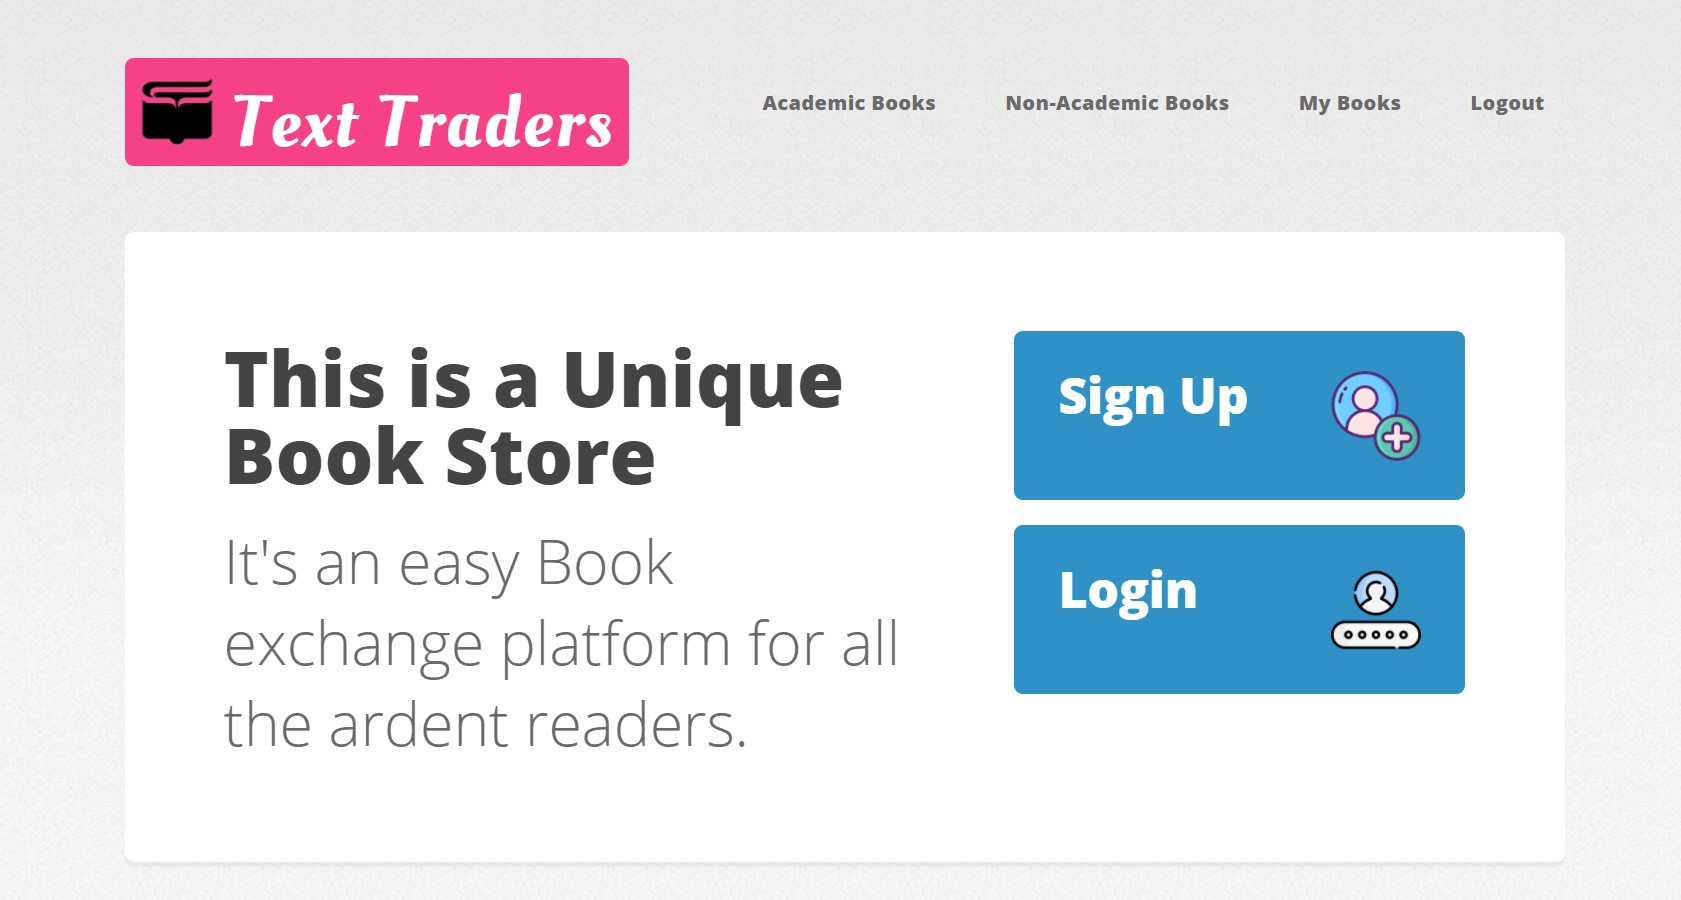 Text Traders
Academic Books
Non-Academic Books
My Books
Logout
This is a Unique
Book Store
It's an easy Book
exchange platform for all
the ardent readers.
Sign Up
Login